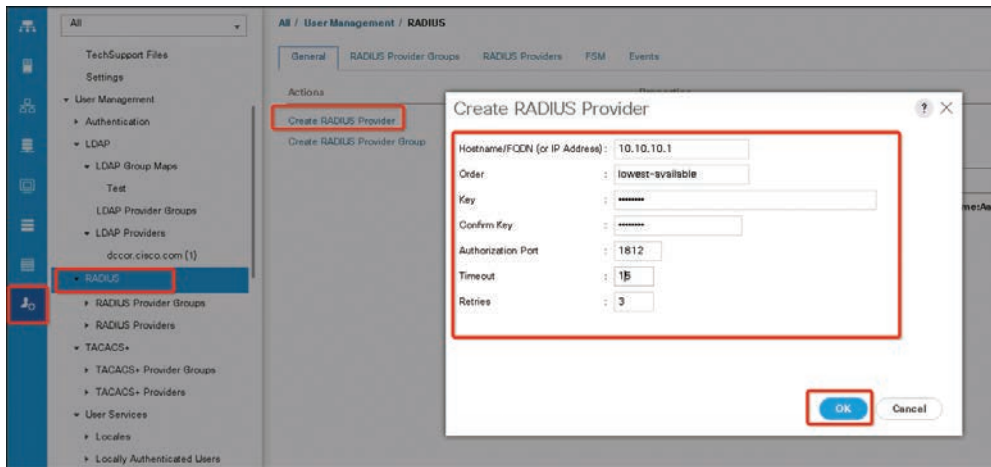 All
TechSupport Files
Settings
User Management
Authentication
LDAP
LDAP Group Maps
Test
LDAP Provider Groups
LDAP Providers
dccor.cisco.com (1)
RADIUS
RADIUS Provider Groups
RADIUS Providers
TACACS+
TACACS+ Provider Groups
TACACS+ Providers
User Services
Locales
Locally Authenticated Users
All / User Management / RADIUS
General RADIUS Provider Groups RADIUS Providers FSM Events
Actions
Create RADIUS Provider
Create RADIUS Provider Group
Create RADIUS Provider
?
Hostname/FQDN (or IP Address) : 10.10.10.1
Order : lowest-available
Key : ••••••••
Confirm Key : ••••••••
Authorization Port : 1812
Timeout : 15
Retries : 3
OK Cancel